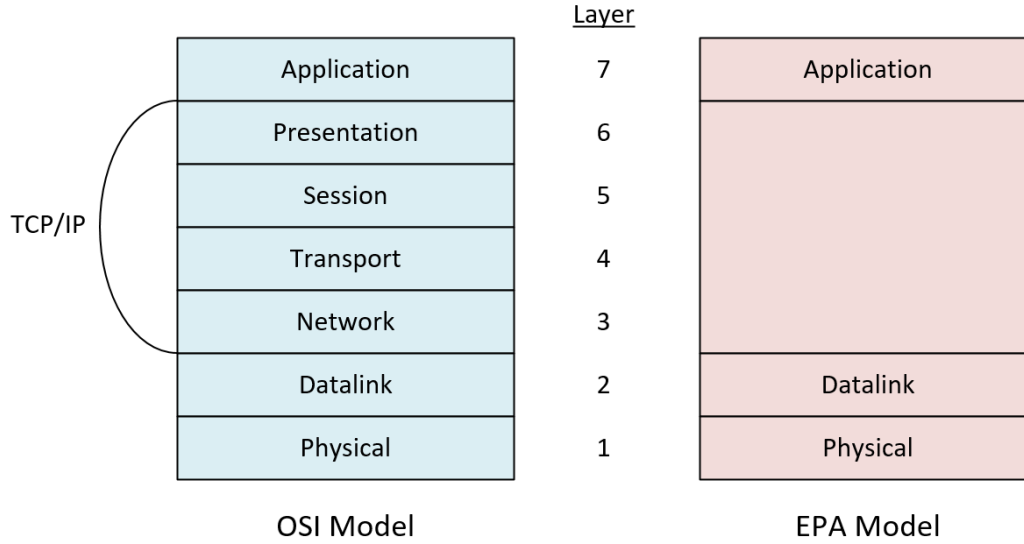 Layer
Application 7 Application
Presentation 6
Session 5
TCP/IP
Transport 4
Network 3
Datalink 2 Datalink
Physical 1 Physical
OSI Model EPA Model